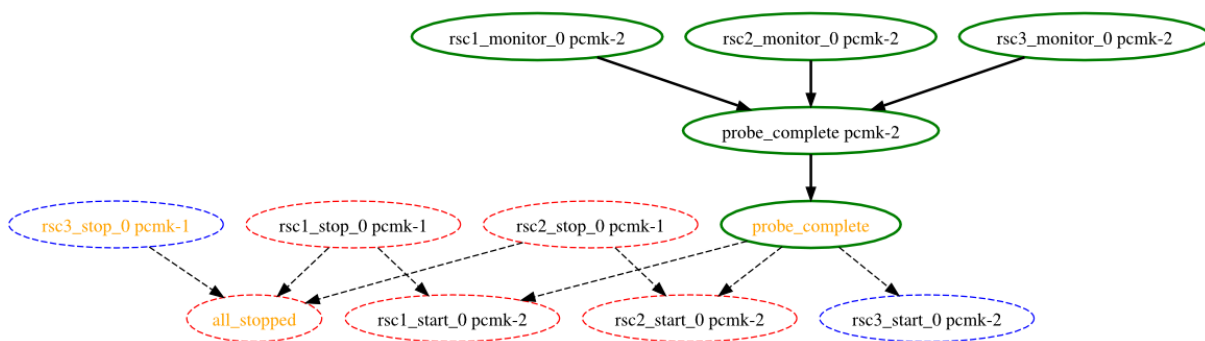 rsc1_monitor_0 pcmk-2
rsc2_monitor_0 pcmk-2
rsc3_monitor_0 pcmk-2
probe_complete pcmk-2
rsc3_stop_0 pcmk-1
rsc1_stop_0 pcmk-1
rsc2_stop_0 pcmk-1
probe_complete
all_stopped
rsc1_start_0 pcmk-2
rsc2_start_0 pcmk-2
rsc3_start_0 pcmk-2